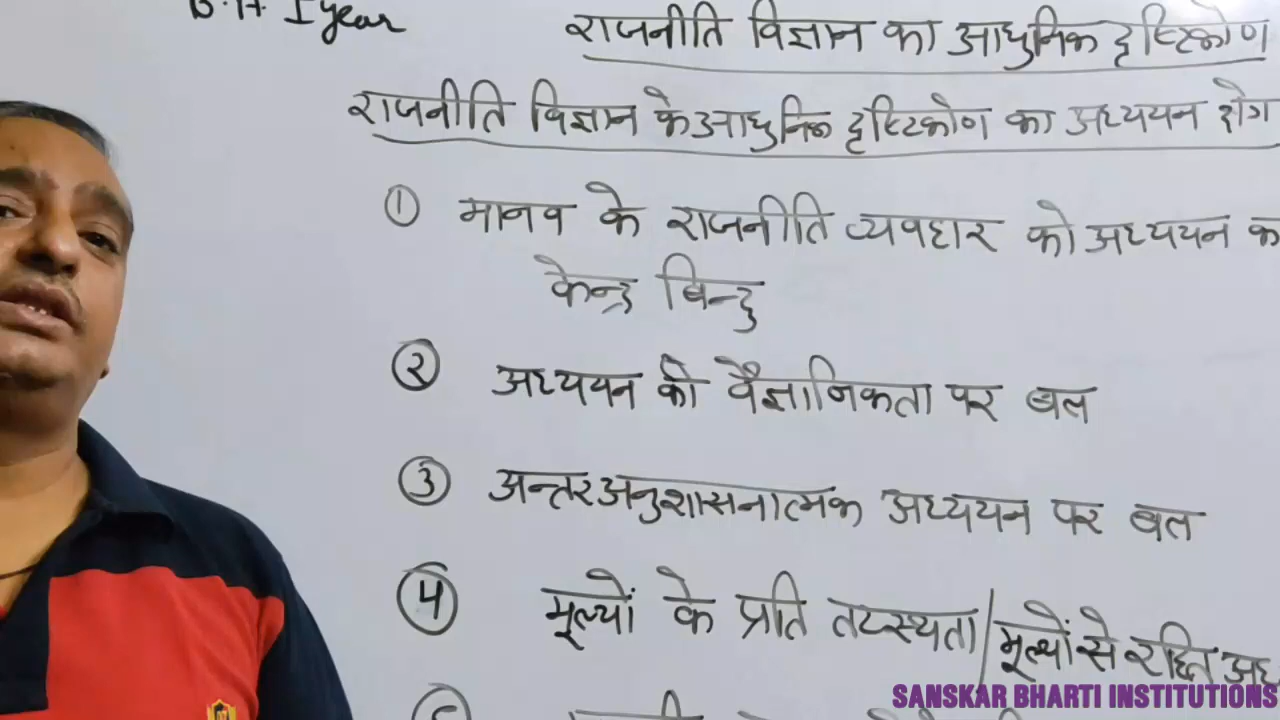 B.A. I year
राजनीति विज्ञान का आधुनिक दृष्टिकोण
राजनीति विज्ञान के आधुनिक दृष्टिकोण का अध्ययन क्षेत्र
① मानव के राजनीति व्यवहार को अध्ययन क
केन्द्र बिन्दु
② अध्ययन की वैज्ञानिकता पर बल
③ अन्तरअनुशासनात्मक अध्ययन पर बल
④ मूल्यों के प्रति तटस्थता / मूल्यों से रहित
SANSKAR BHARTI INSTITUTIONS